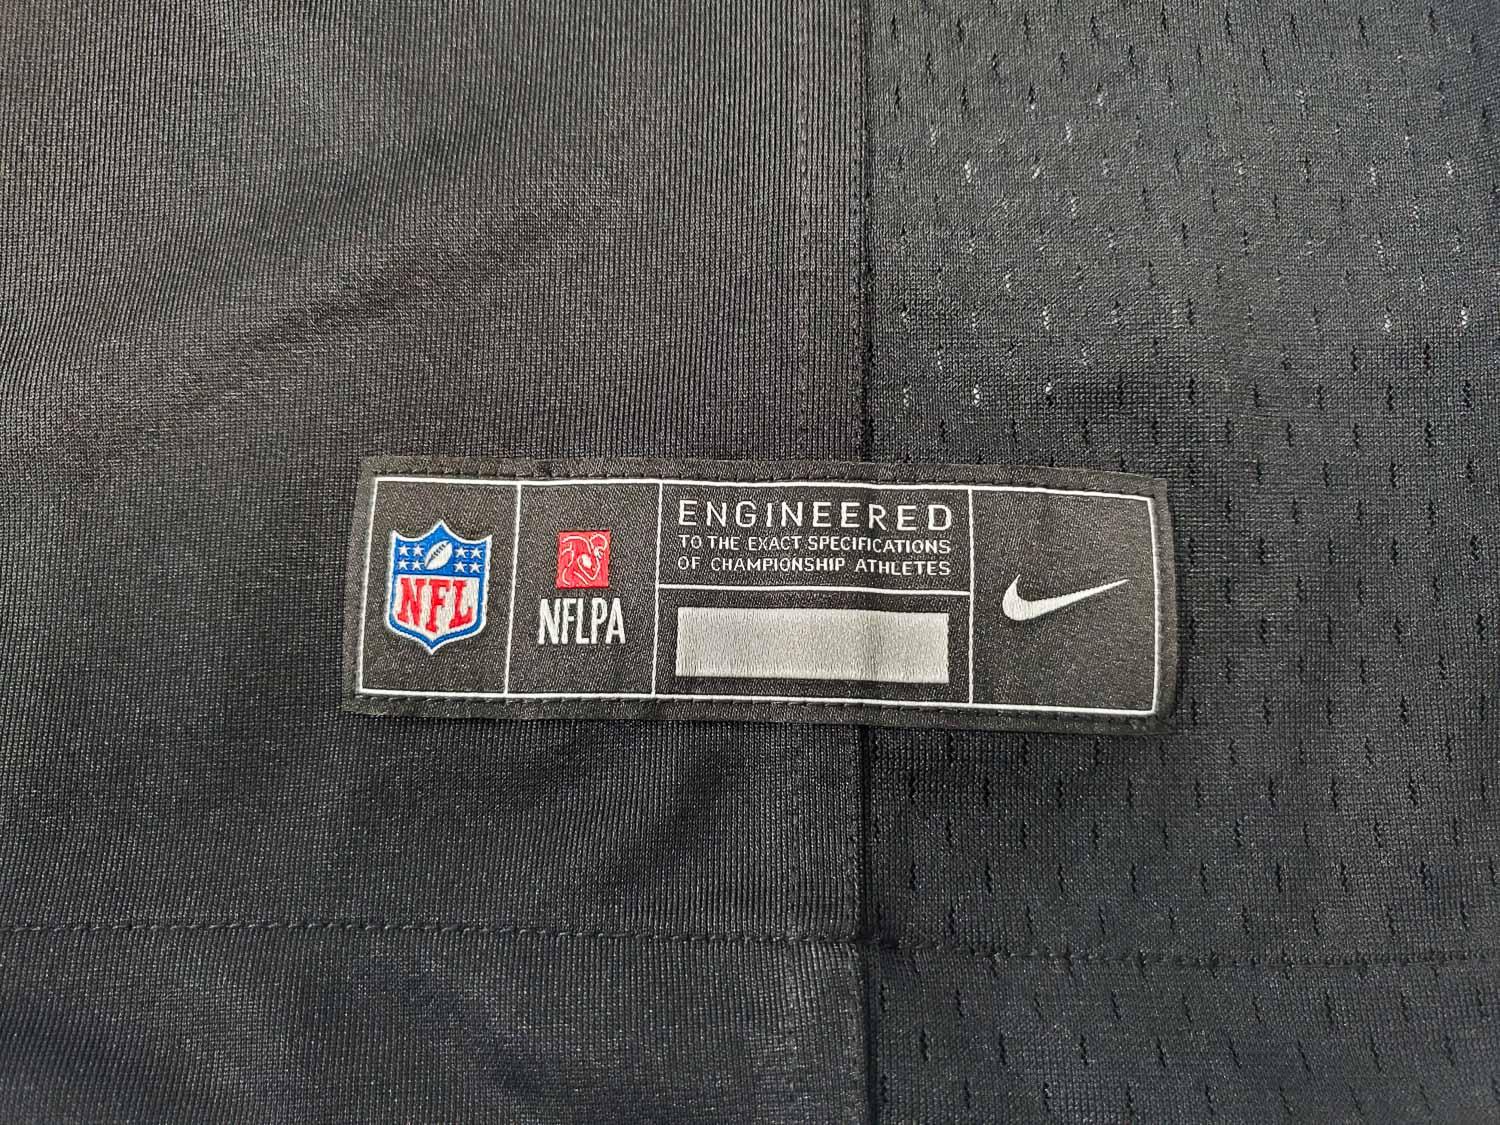 NFL
NFLPA
ENGINEERED
TO THE EXACT SPECIFICATIONS
OF CHAMPIONSHIP ATHLETES